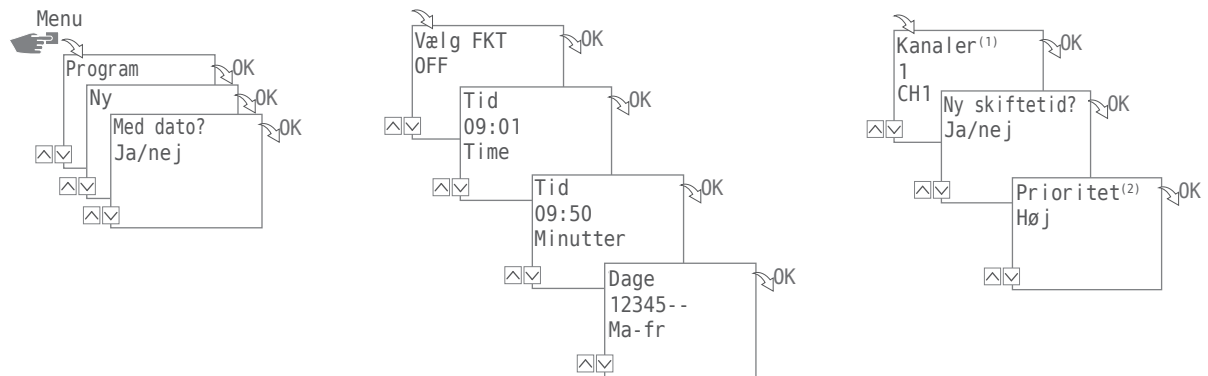 Menu
Program
OK
Ny
OK
Med dato?
Ja/nej
OK
Vælg FKT
OFF
OK
Tid
09:01
Time
OK
Tid
09:50
Minutter
OK
Dage
12345--
Ma-fr
OK
Kanaler(1)
1
CH1
OK
Ny skiftetid?
Ja/nej
OK
Prioritet(2)
Høj
OK